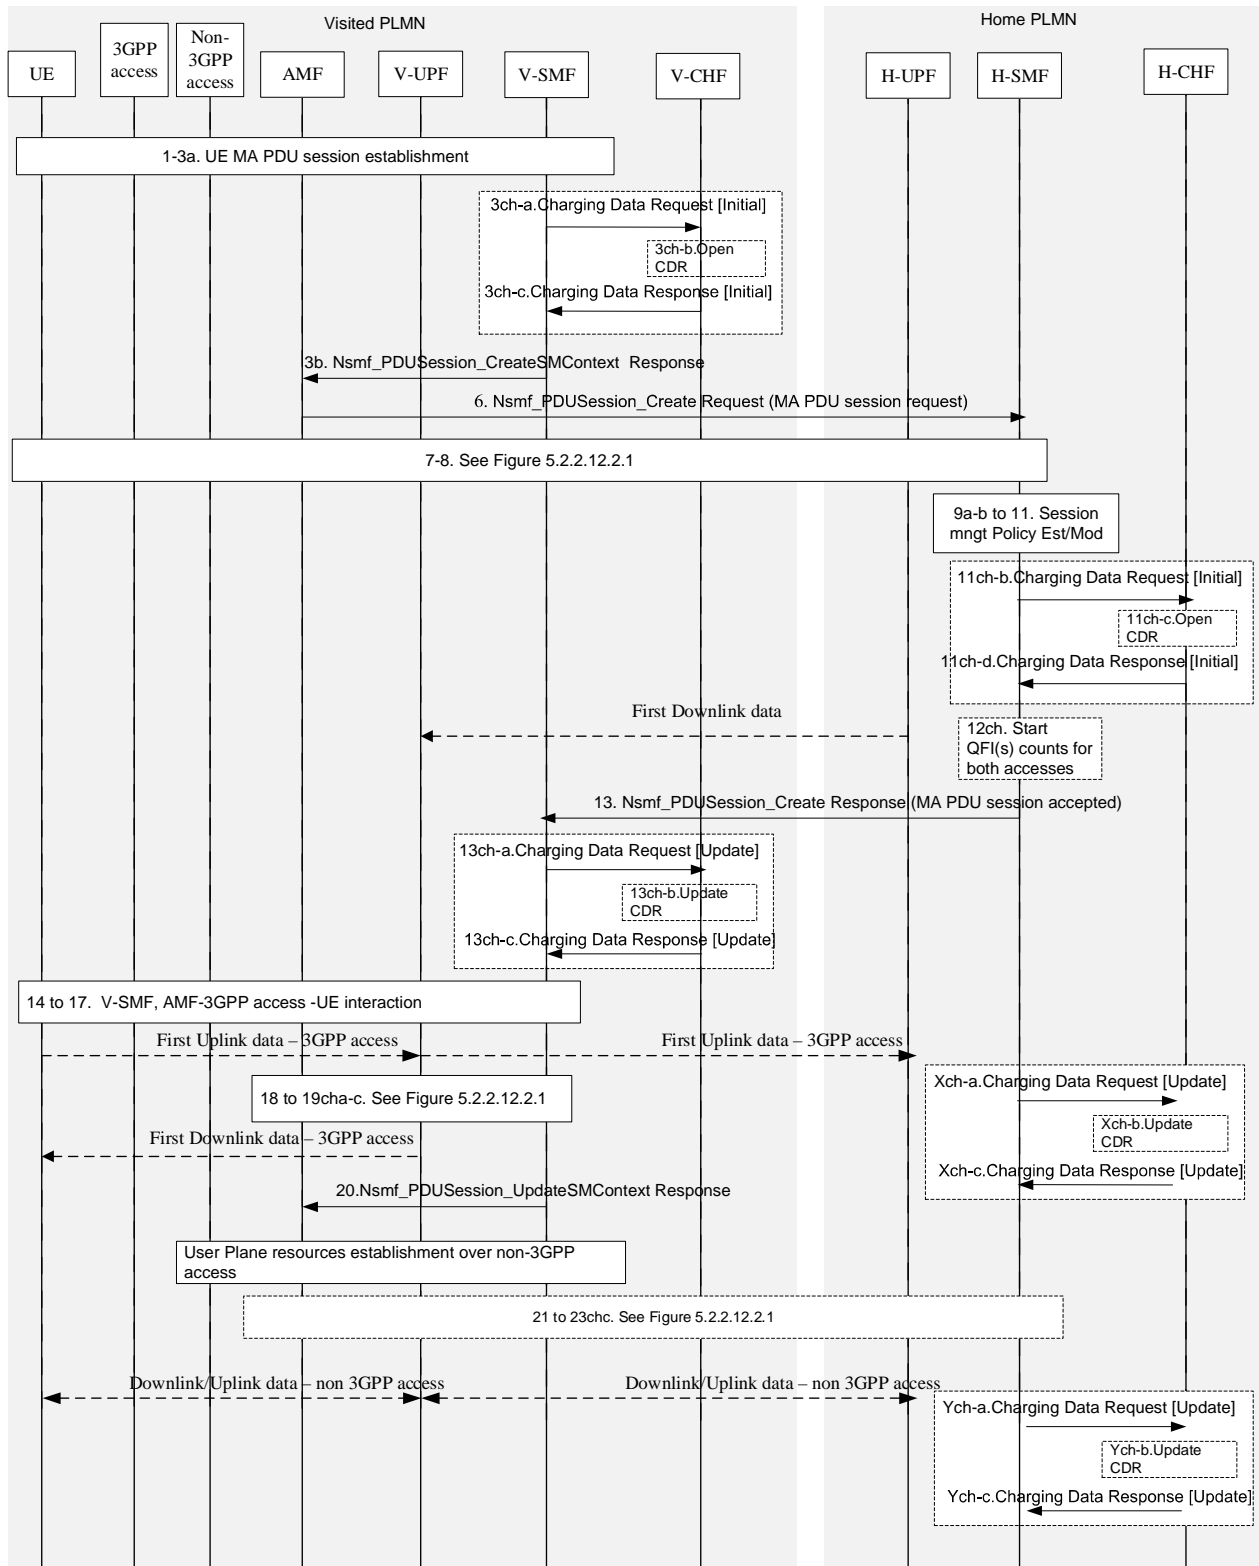 Visited PLMN
Home PLMN
UE
3GPP
access
Non-
3GPP
access
AMF
V-UPF
V-SMF
V-CHF
H-UPF
H-SMF
H-CHF
1-3a. UE MA PDU session establishment
3ch-a.Charging Data Request [Initial]
3ch-b.Open
CDR
3ch-c.Charging Data Response [Initial]
3b. Nsmf_PDUSession_CreateSMContext  Response
6. Nsmf_PDUSession_Create Request (MA PDU session request)
7-8. See Figure 5.2.2.12.2.1
9a-b to 11. Session
mngt Policy Est/Mod
11ch-b.Charging Data Request [Initial]
11ch-c.Open
CDR
11ch-d.Charging Data Response [Initial]
First Downlink data
12ch. Start
QFI(s) counts for
both accesses
13. Nsmf_PDUSession_Create Response (MA PDU session accepted)
13ch-a.Charging Data Request [Update]
13ch-b.Update
CDR
13ch-c.Charging Data Response [Update]
14 to 17.  V-SMF, AMF-3GPP access -UE interaction
First Uplink data – 3GPP access
First Uplink data – 3GPP access
Xch-a.Charging Data Request [Update]
18 to 19cha-c. See Figure 5.2.2.12.2.1
Xch-b.Update
CDR
First Downlink data – 3GPP access
Xch-c.Charging Data Response [Update]
20.Nsmf_PDUSession_UpdateSMContext Response
User Plane resources establishment over non-3GPP
access
21 to 23chc. See Figure 5.2.2.12.2.1
Downlink/Uplink data – non 3GPP access
Downlink/Uplink data – non 3GPP access
Ych-a.Charging Data Request [Update]
Ych-b.Update
CDR
Ych-c.Charging Data Response [Update]